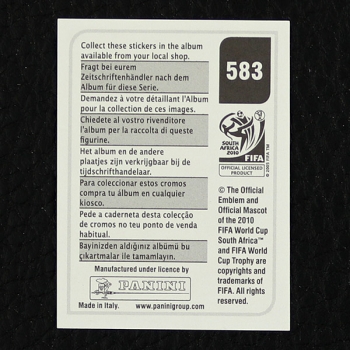 Collect these stickers in the album
available from your local shop.
Fragt bei eurem
Zeitschriftenhändler nach dem
Album für diese Serie.
Demandez à votre détaillant l'Album
pour la collection de ces images.
Chiedete al vostro rivenditore
l'album per la raccolta di queste
figurine.
Het album en de andere
plaatjes zijn verkrijgbaar bij de
tijdschrifthandelaar.
Para coleccionar estos cromos
compra tu álbum en cualquier
kiosco.
Pede a caderneta desta colecção
de cromos no teu ponto de venda
habitual.
Bayinizden aldığınız albümü bu
çıkartmalar ile tamamlayın.
Manufactured under licence by
PANINI
Made in Italy. www.paninigroup.com
583
SOUTH AFRICA
2010
FIFA
OFFICIAL LICENSED
PRODUCT
© 2005 FIFA TM
© The Official
Emblem and
Official Mascot
of the 2010
FIFA World Cup
South Africa™
and FIFA World
Cup Trophy are
copyrights and
trademarks of
FIFA. All rights
reserved.